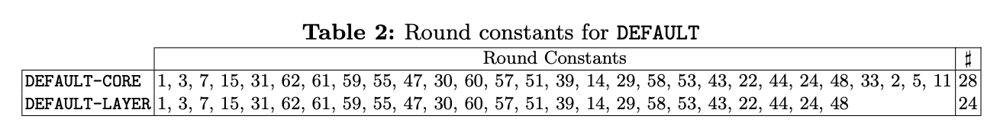 Table 2: Round constants for DEFAULT
Round Constants ♯
DEFAULT-CORE 1, 3, 7, 15, 31, 62, 61, 59, 55, 47, 30, 60, 57, 51, 39, 14, 29, 58, 53, 43, 22, 44, 24, 48, 33, 2, 5, 11 28
DEFAULT-LAYER 1, 3, 7, 15, 31, 62, 61, 59, 55, 47, 30, 60, 57, 51, 39, 14, 29, 58, 53, 43, 22, 44, 24, 48 24